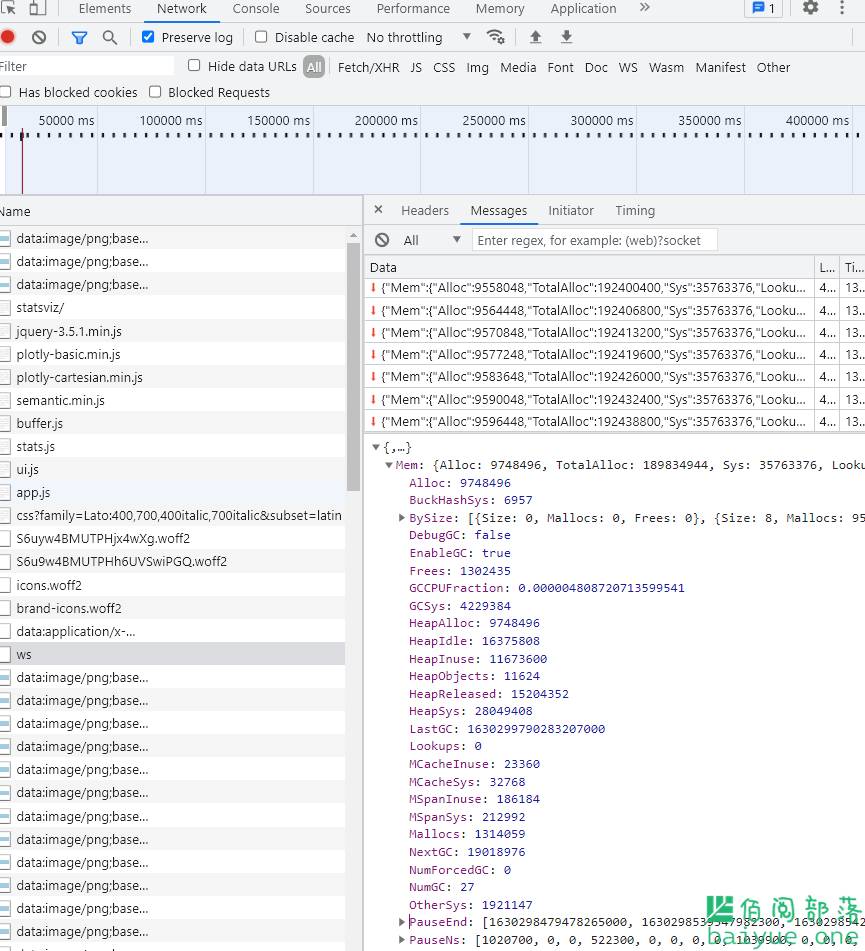 Elements Network Console Sources Performance Memory Application » 1
Preserve log Disable cache No throttling
Filter Hide data URLs All Fetch/XHR JS CSS Img Media Font Doc WS Wasm Manifest Other
Has blocked cookies Blocked Requests
50000 ms 100000 ms 150000 ms 200000 ms 250000 ms 300000 ms 350000 ms 400000 ms
Name
data:image/png;base...
data:image/png;base...
data:image/png;base...
statsviz/
jquery-3.5.1.min.js
plotly-basic.min.js
plotly-cartesian.min.js
semantic.min.js
buffer.js
stats.js
ui.js
app.js
css?family=Lato:400,700,400italic,700italic&subset=latin
S6uyw4BMUTPHjx4wXg.woff2
S6u9w4BMUTPHh6UVSwiPGQ.woff2
icons.woff2
brand-icons.woff2
data:application/x-...
ws
data:image/png;base...
data:image/png;base...
data:image/png;base...
data:image/png;base...
data:image/png;base...
data:image/png;base...
data:image/png;base...
data:image/png;base...
data:image/png;base...
data:image/png;base...
data:image/png;base...
data:image/png;base...
× Headers Messages Initiator Timing
All Enter regex, for example: (web)?socket
Data L... Ti...
{"Mem":{"Alloc":9558048,"TotalAlloc":192400400,"Sys":35763376,"Looku... 4... 13...
{"Mem":{"Alloc":9564448,"TotalAlloc":192406800,"Sys":35763376,"Looku... 4... 13...
{"Mem":{"Alloc":9570848,"TotalAlloc":192413200,"Sys":35763376,"Looku... 4... 13...
{"Mem":{"Alloc":9577248,"TotalAlloc":192419600,"Sys":35763376,"Looku... 4... 13...
{"Mem":{"Alloc":9583648,"TotalAlloc":192426000,"Sys":35763376,"Looku... 4... 13...
{"Mem":{"Alloc":9590048,"TotalAlloc":192432400,"Sys":35763376,"Looku... 4... 13...
{"Mem":{"Alloc":9596448,"TotalAlloc":192438800,"Sys":35763376,"Looku... 4... 13...
{,…}
Mem: {Alloc: 9748496, TotalAlloc: 189834944, Sys: 35763376, Looku
Alloc: 9748496
BuckHashSys: 6957
BySize: [{Size: 0, Mallocs: 0, Frees: 0}, {Size: 8, Mallocs: 95
DebugGC: false
EnableGC: true
Frees: 1302435
GCCPUFraction: 0.000004808720713599541
GCSys: 4229384
HeapAlloc: 9748496
HeapIdle: 16375808
HeapInuse: 11673600
HeapObjects: 11624
HeapReleased: 15204352
HeapSys: 28049408
LastGC: 1630299790283207000
Lookups: 0
MCacheInuse: 23360
MCacheSys: 32768
MSpanInuse: 186184
MSpanSys: 212992
Mallocs: 1314059
NextGC: 19018976
NumForcedGC: 0
NumGC: 27
OtherSys: 1921147
PauseEnd: [1630298479478265000, 1630298539547982300, 163029854
PauseNs: [1020700, 0, 0, 522300, 0, 0, 0, 0, 1039900, 0, 0, 0, 0
佰阅部落
baiyue.one